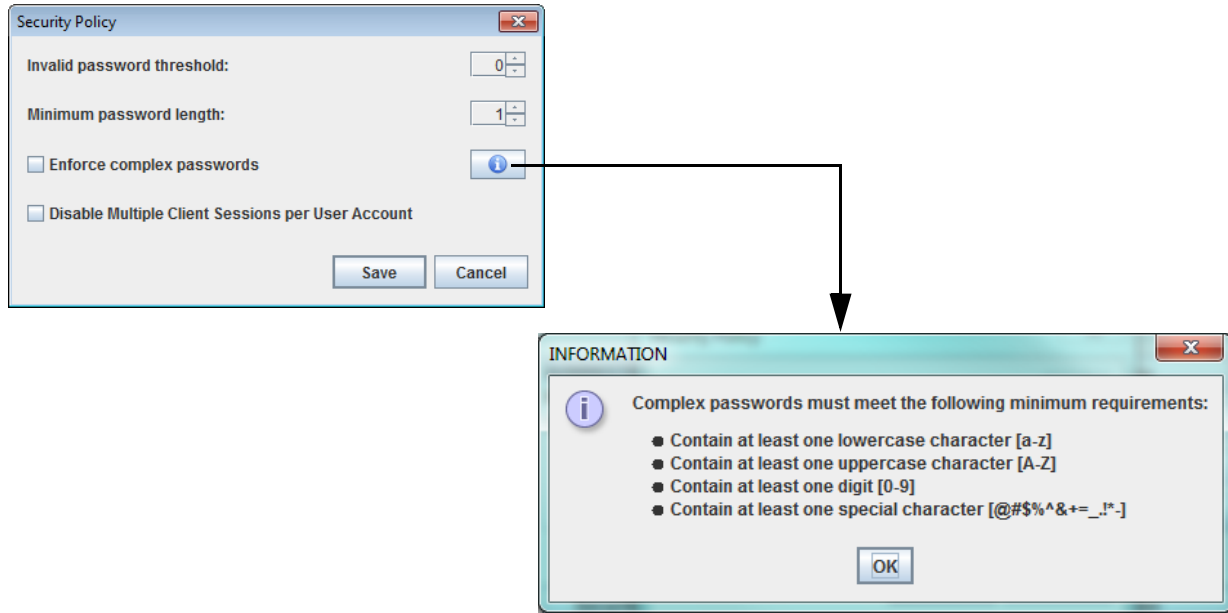 Security Policy
Invalid password threshold:
0
Minimum password length:
1
Enforce complex passwords
Disable Multiple Client Sessions per User Account
Save
Cancel
INFORMATION
Complex passwords must meet the following minimum requirements:
Contain at least one lowercase character [a-z]
Contain at least one uppercase character [A-Z]
Contain at least one digit [0-9]
Contain at least one special character [@#$%^&+=_.!*-]
OK